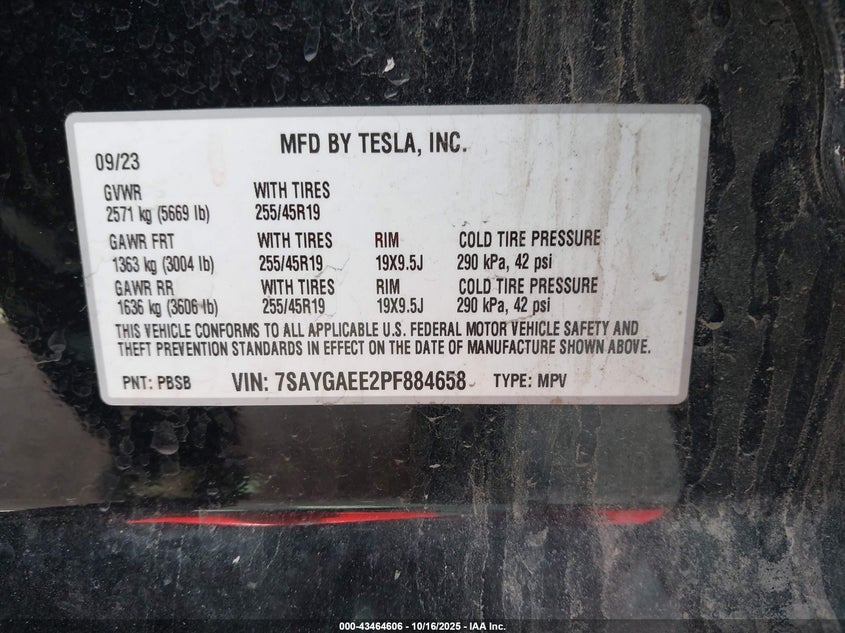 MFD BY TESLA, INC.
09/23
GVWR WITH TIRES
2571 kg (5669 lb) 255/45R19
GAWR FRT WITH TIRES RIM COLD TIRE PRESSURE
1363 kg (3004 lb) 255/45R19 19X9.5J 290 kPa, 42 psi
GAWR RR WITH TIRES RIM COLD TIRE PRESSURE
1636 kg (3606 lb) 255/45R19 19X9.5J 290 kPa, 42 psi
THIS VEHICLE CONFORMS TO ALL APPLICABLE U.S. FEDERAL MOTOR VEHICLE SAFETY AND
THEFT PREVENTION STANDARDS IN EFFECT ON THE DATE OF MANUFACTURE SHOWN ABOVE.
PNT: PBSB VIN: 7SAYGAEE2PF884658 TYPE: MPV
000-43464606 - 10/16/2025 - IAA Inc.